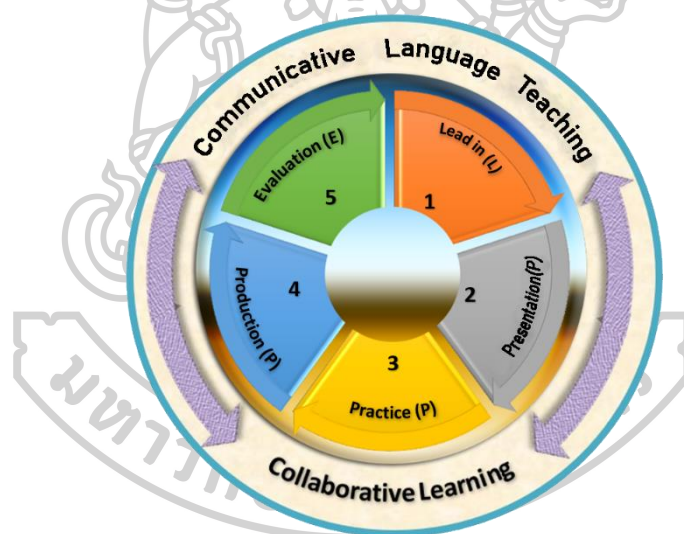 Communicative Language Teaching
Lead in (L)
1
2
Presentation(P)
3
Practice (P)
4
Production (P)
Evaluation (E)
5
Collaborative Learning